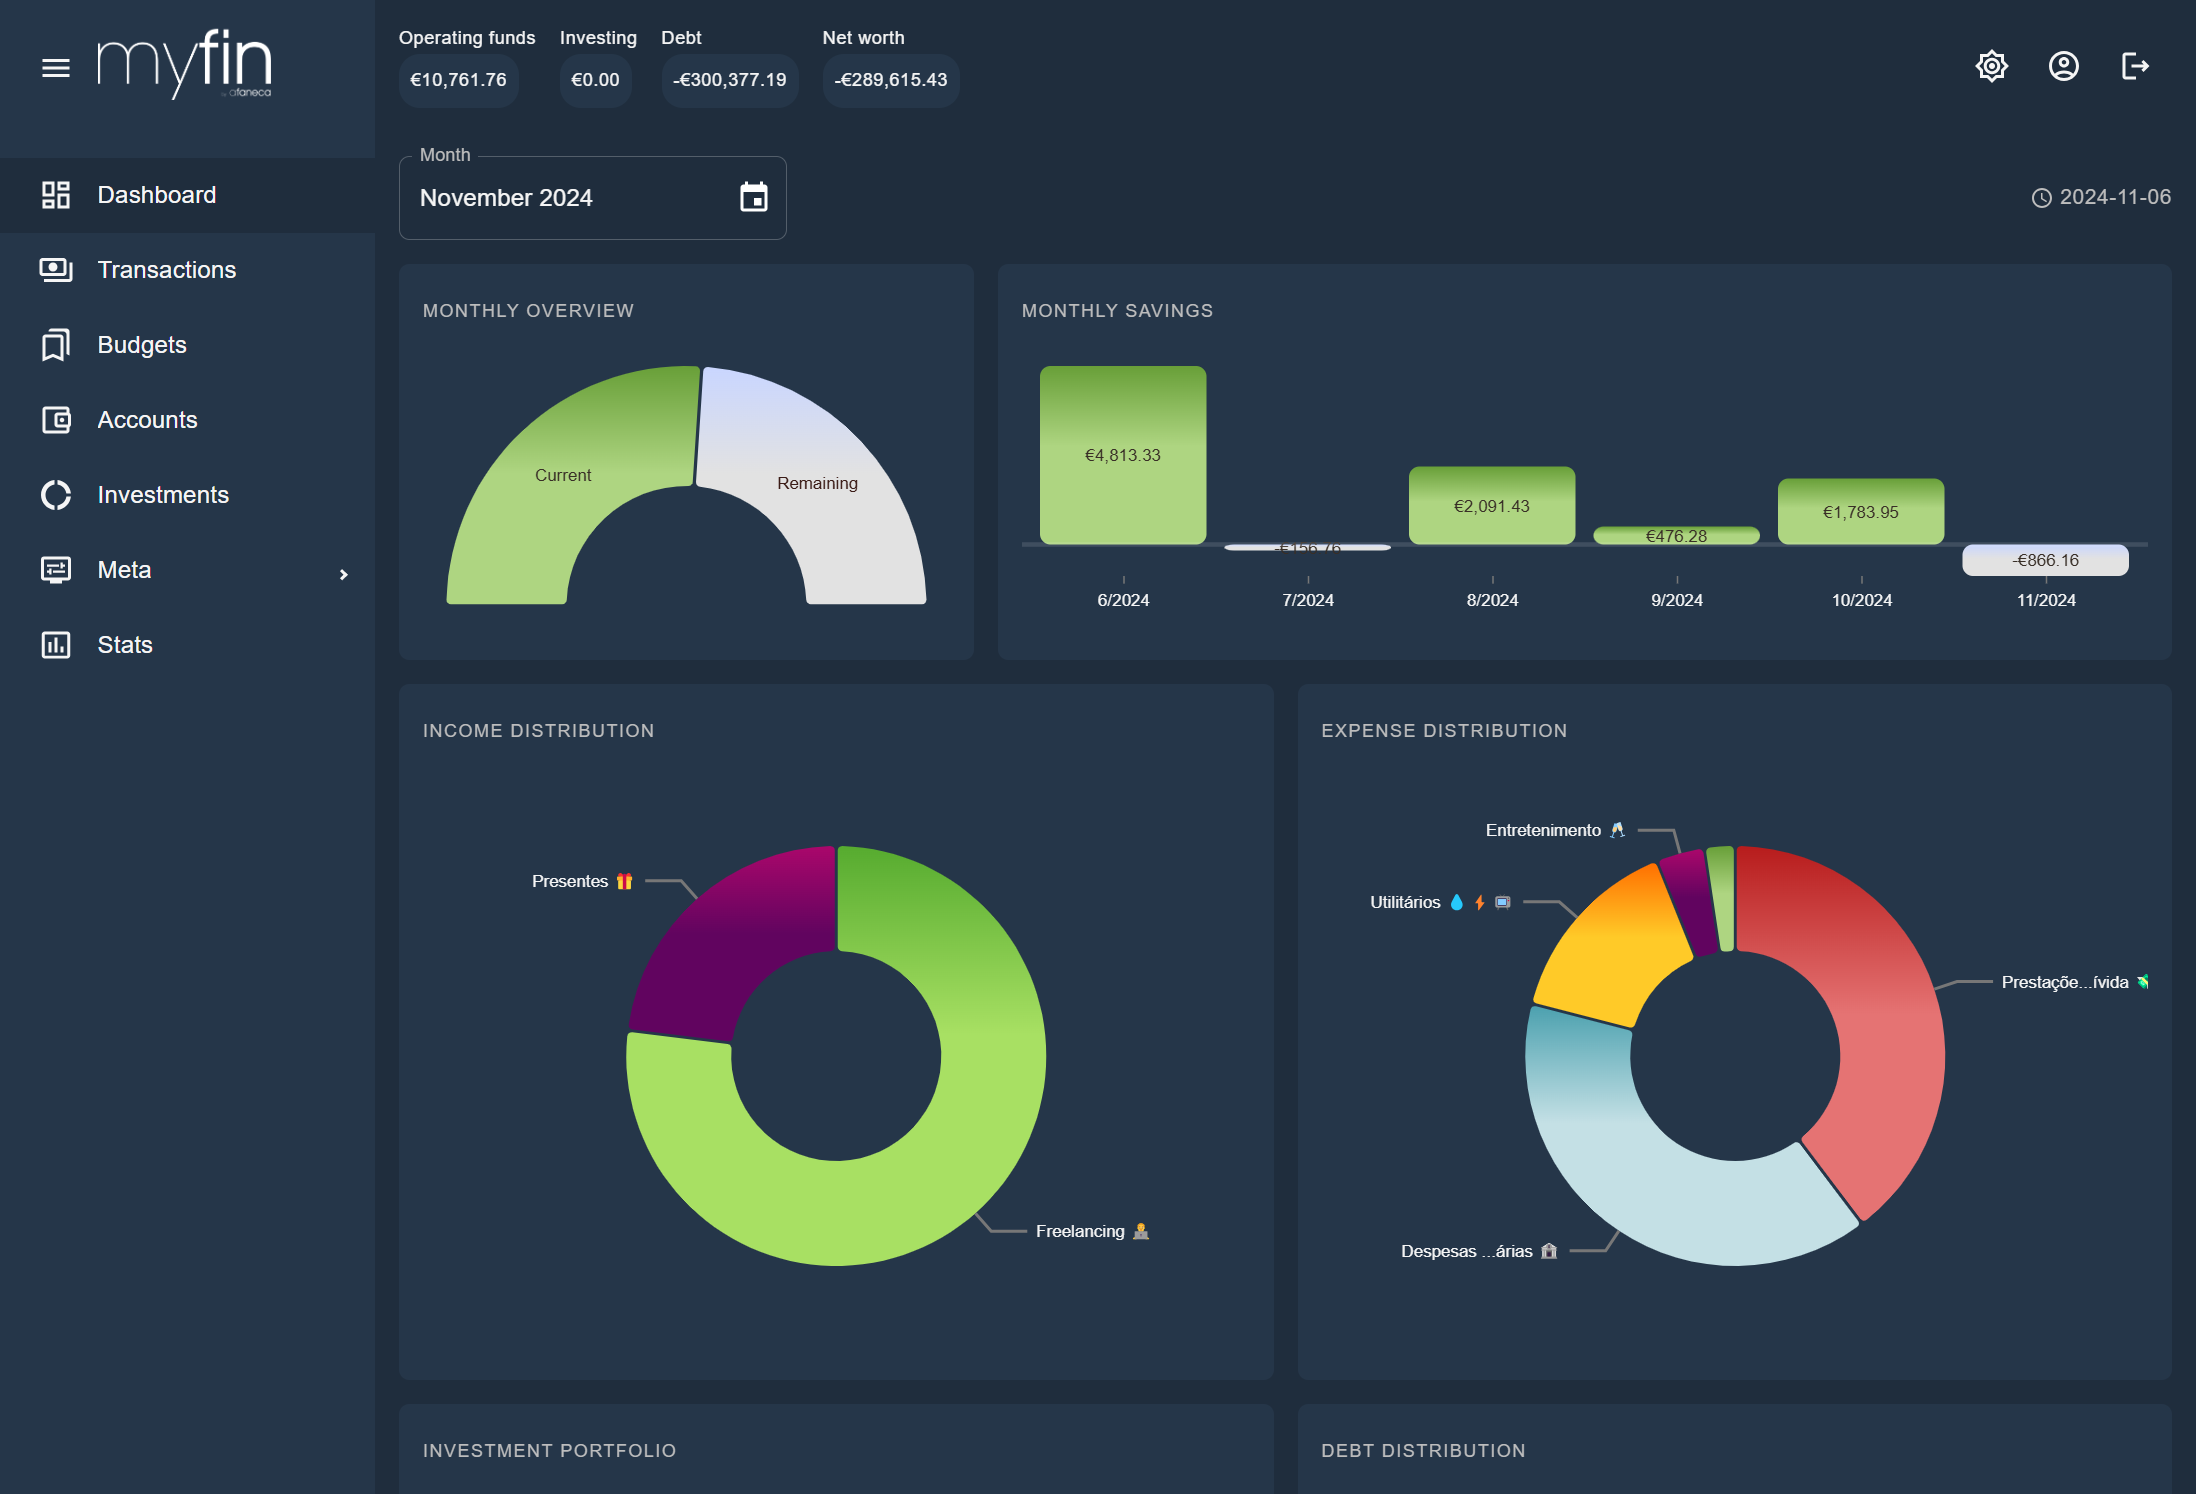 myfin
by afaneca
Operating funds Investing Debt Net worth
€10,761.76 €0.00 -€300,377.19 -€289,615.43
Month
November 2024
2024-11-06
Dashboard
Transactions
Budgets
Accounts
Investments
Meta
Stats
MONTHLY OVERVIEW
Current
Remaining
MONTHLY SAVINGS
€4,813.33
-€156.76
€2,091.43
€476.28
€1,783.95
-€866.16
6/2024 7/2024 8/2024 9/2024 10/2024 11/2024
INCOME DISTRIBUTION
Presentes 🎁
Freelancing 🧑‍💻
EXPENSE DISTRIBUTION
Entretenimento 🥂
Utilitários 💧⚡📺
Prestaçõe...ívida 💸
Despesas ...árias 🏦
INVESTMENT PORTFOLIO
DEBT DISTRIBUTION